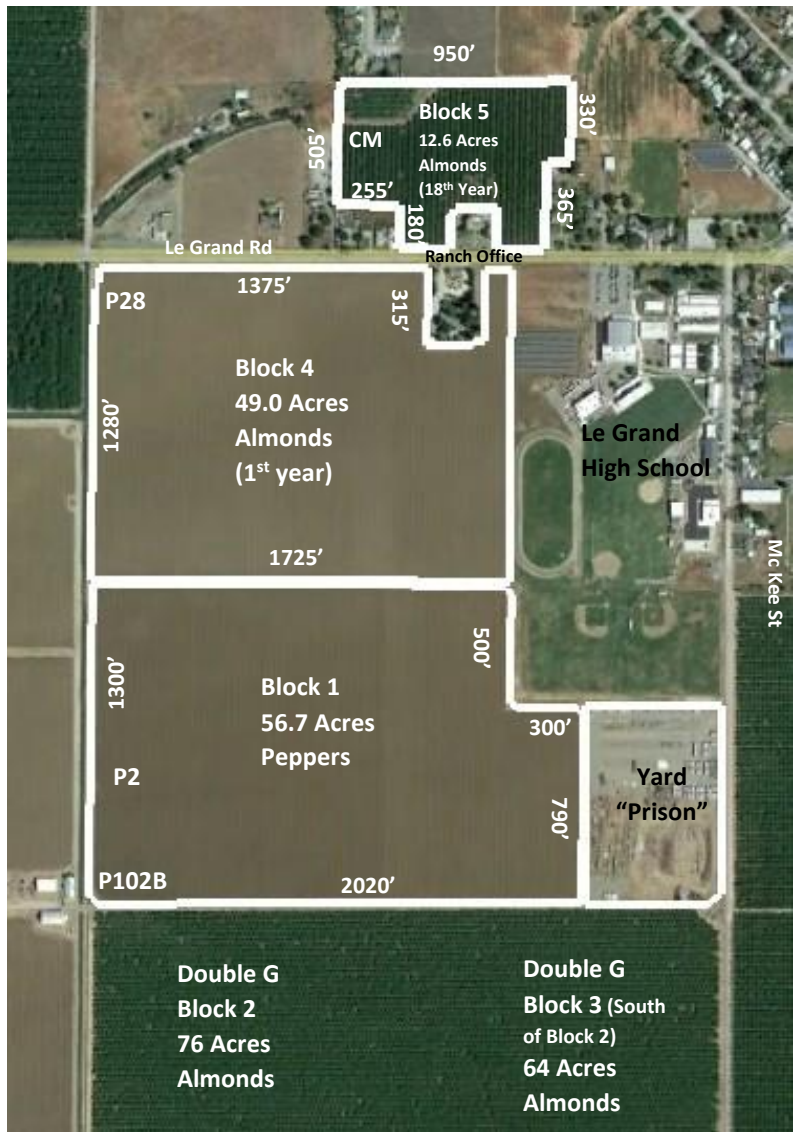 950’
Block 5
12.6 Acres
Almonds
(18th Year)
CM
330’
505’
255’
180’
365’
Le Grand Rd
Ranch Office
1375’
P28
315’
Block 4
49.0 Acres
Almonds
(1st year)
1280’
Le Grand
High School
1725’
Mc Kee St
500’
1300’
Block 1
56.7 Acres
Peppers
300’
P2
Yard
“Prison”
790’
P102B
2020’
Double G
Block 2
76 Acres
Almonds
Double G
Block 3 (South
of Block 2)
64 Acres
Almonds